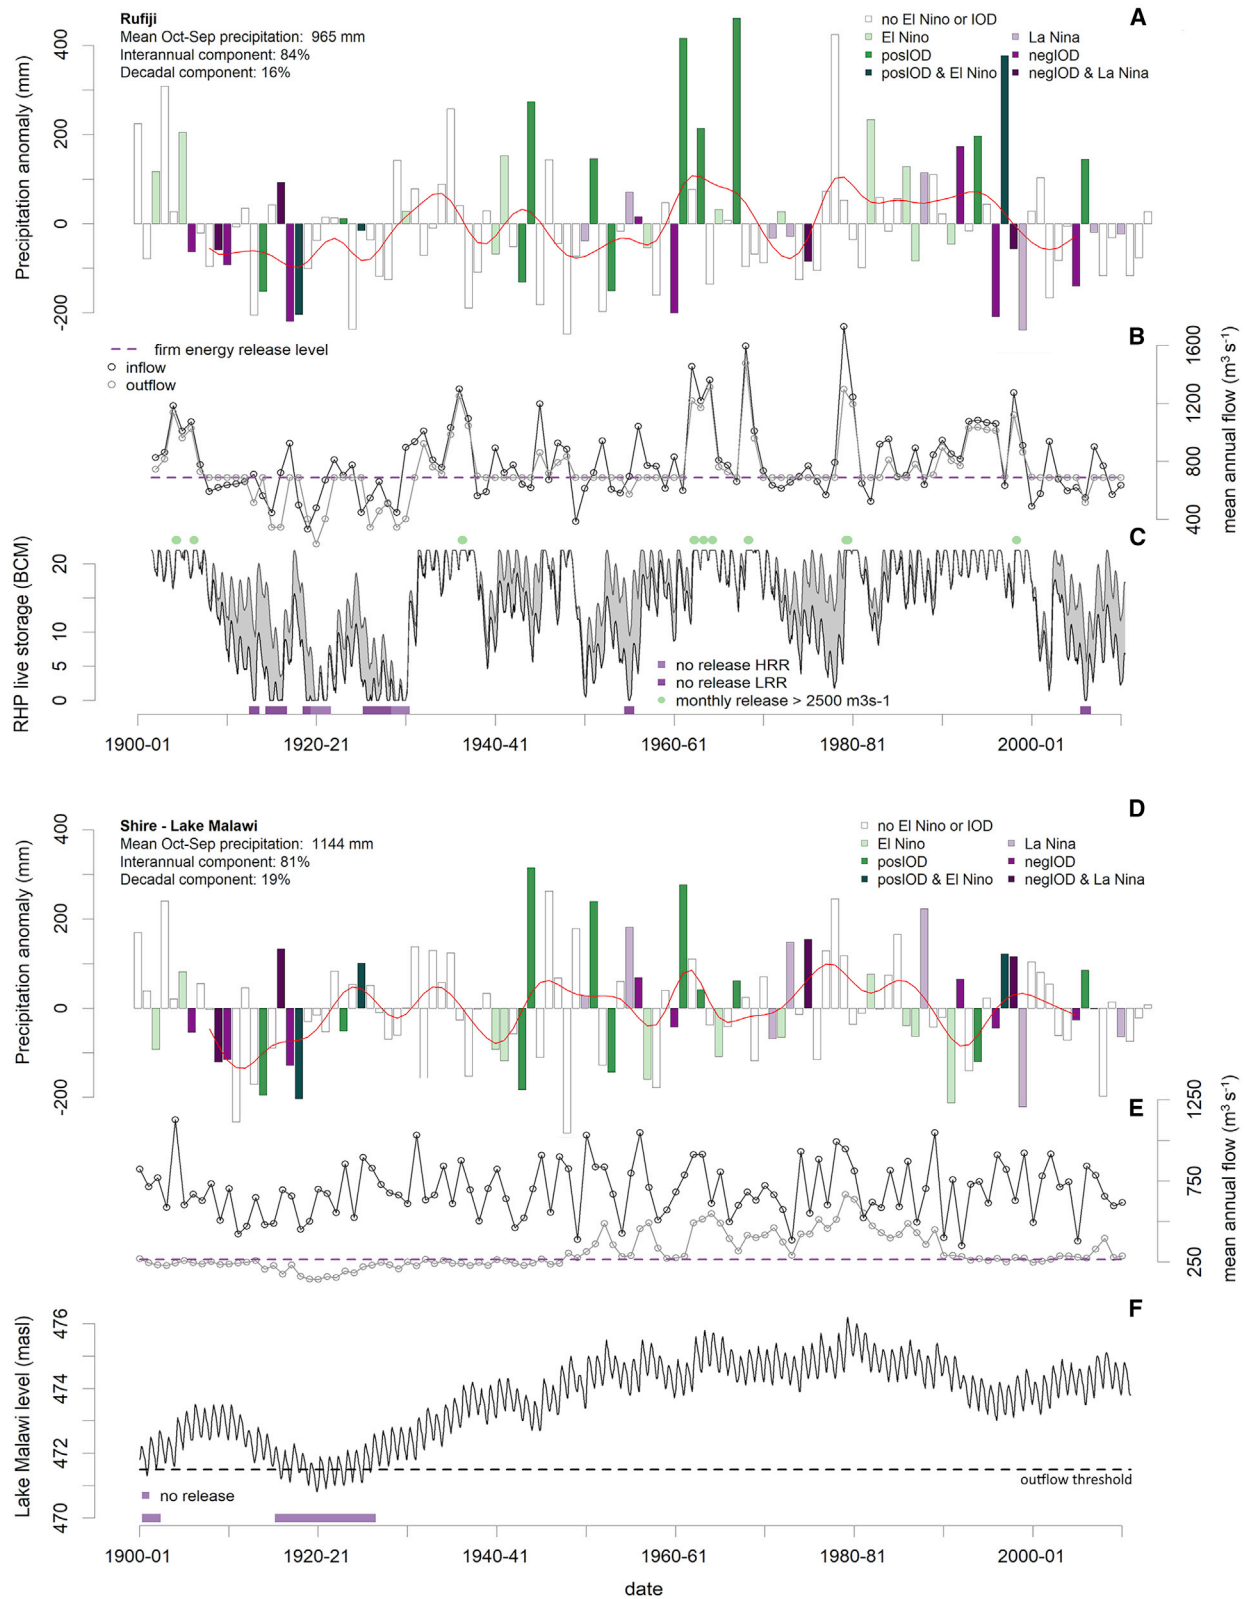 A
Rufiji
Mean Oct-Sep precipitation: 965 mm
Interannual component: 84%
Decadal component: 16%
no El Nino or IOD
El Nino
posIOD
posIOD & El Nino
La Nina
negIOD
negIOD & La Nina
Precipitation anomaly (mm)
400
200
0
-200
B
firm energy release level
inflow
outflow
mean annual flow (m³ s-¹)
1600
1200
800
400
C
RHP live storage (BCM)
20
10
5
0
no release HRR
no release LRR
monthly release > 2500 m3s-1
1900-01
1920-21
1940-41
1960-61
1980-81
2000-01
D
Shire - Lake Malawi
Mean Oct-Sep precipitation: 1144 mm
Interannual component: 81%
Decadal component: 19%
no El Nino or IOD
El Nino
posIOD
posIOD & El Nino
La Nina
negIOD
negIOD & La Nina
Precipitation anomaly (mm)
400
200
0
-200
E
mean annual flow (m³ s-¹)
1250
750
250
F
Lake Malawi level (masl)
476
474
472
470
outflow threshold
no release
1900-01
1920-21
1940-41
1960-61
1980-81
2000-01
date